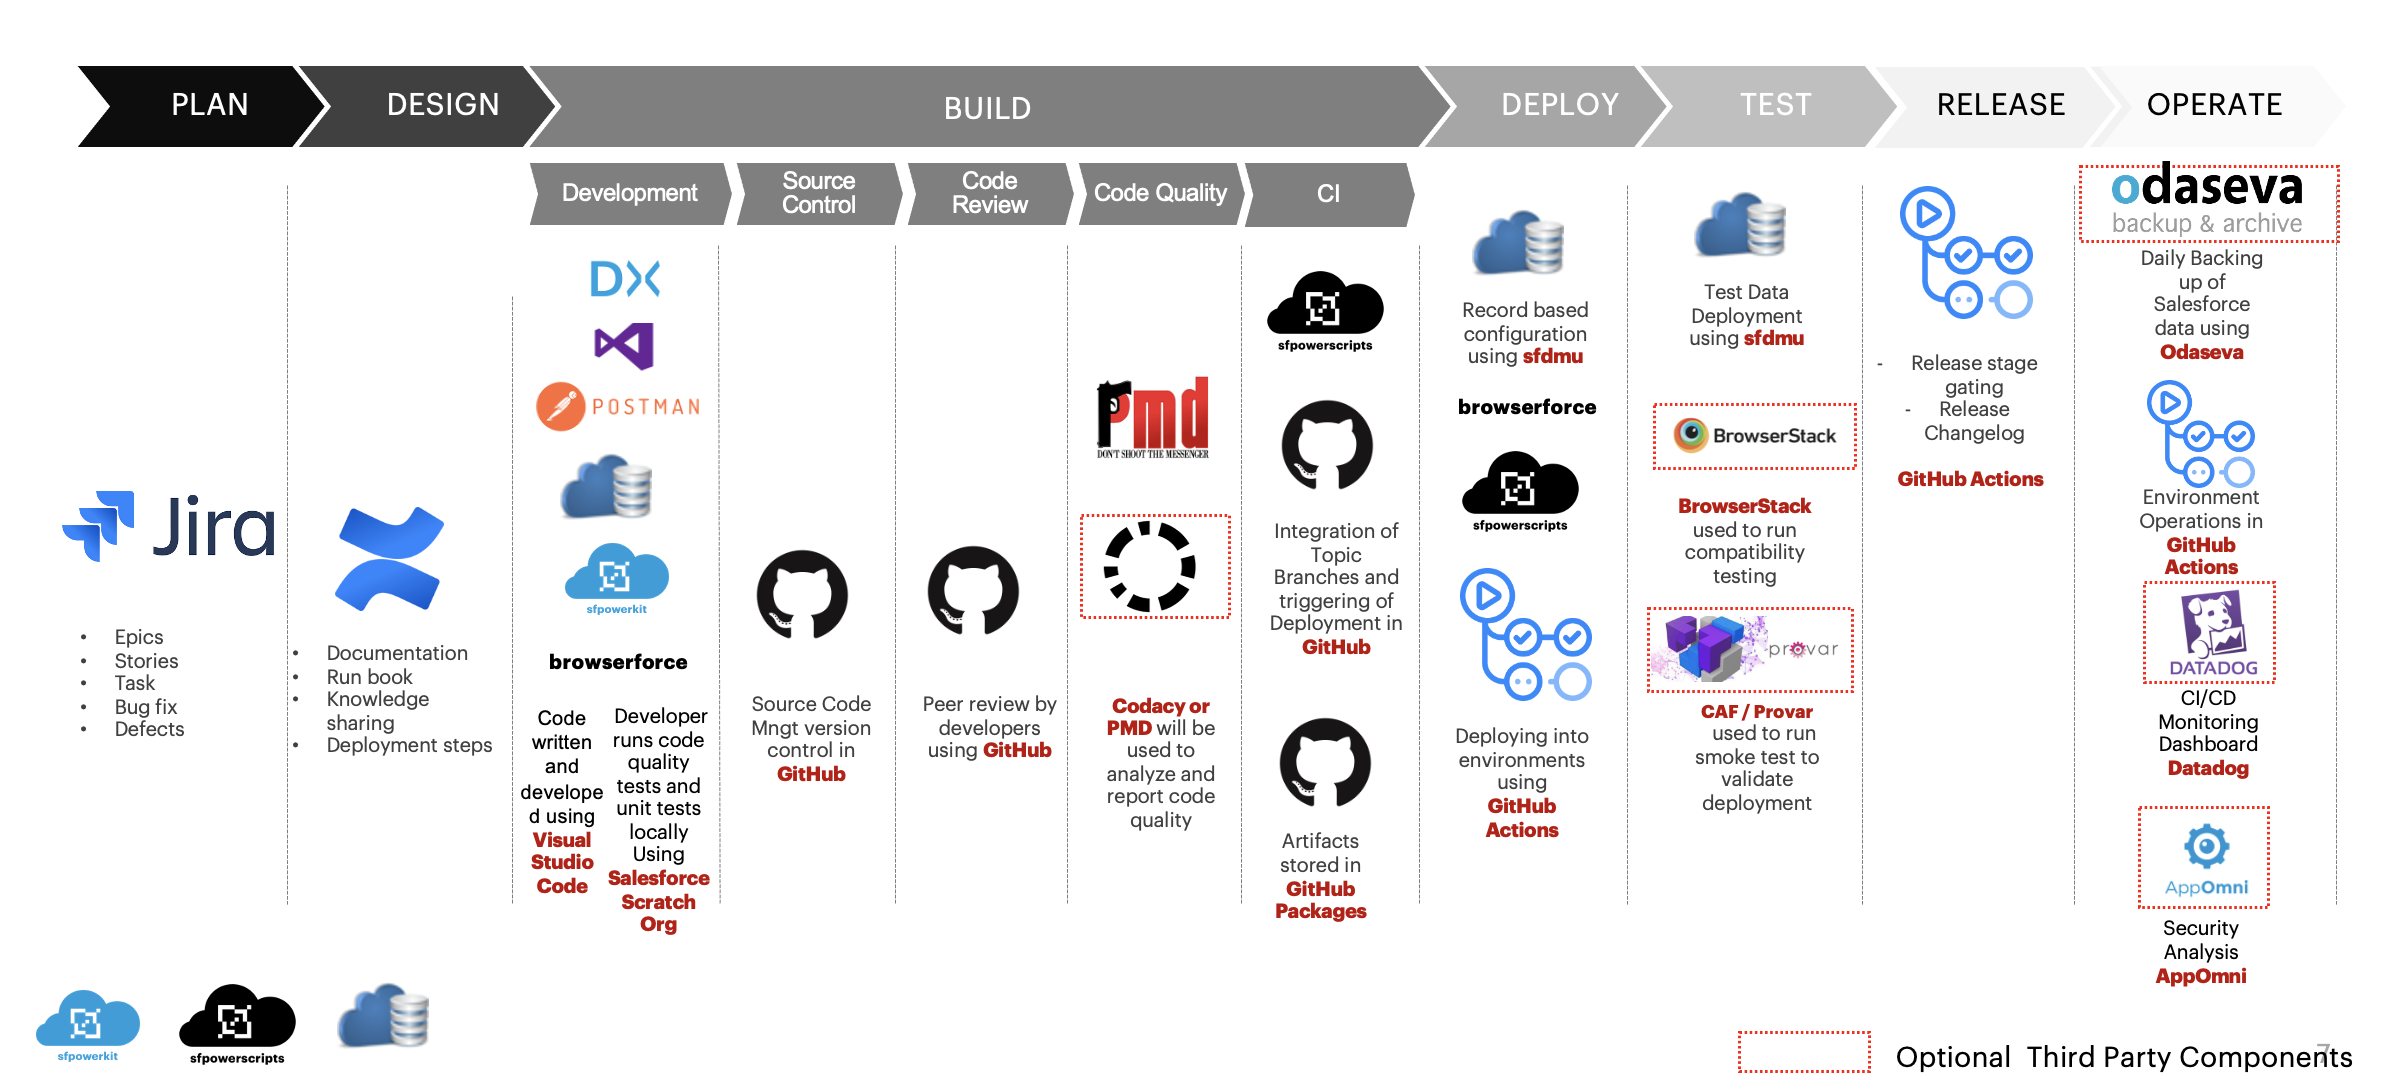 PLAN
DESIGN
BUILD
DEPLOY
TEST
RELEASE
OPERATE
Development
Source
Control
Code
Review
Code Quality
CI
Jira
• Epics
• Stories
• Task
• Bug fix
• Defects
• Documentation
• Run book
• Knowledge
sharing
• Deployment steps
DX
POSTMAN
sfpowerkit
browserforce
Code
written
and
develope
d using
Visual
Studio
Code
Developer
runs code
quality
tests and
unit tests
locally
Using
Salesforce
Scratch
Org
Source Code
Mngt version
control in
GitHub
Peer review by
developers
using GitHub
Pmd
DON'T SHOOT THE MESSENGER
Codacy or
PMD will be
used to
analyze and
report code
quality
sfpowerscripts
Integration of
Topic
Branches and
triggering of
Deployment in
GitHub
Artifacts
stored in
GitHub
Packages
Record based
configuration
using sfdmu
browserforce
sfpowerscripts
Deploying into
environments
using
GitHub
Actions
Test Data
Deployment
using sfdmu
BrowserStack
BrowserStack
used to run
compatibility
testing
provar
CAF / Provar
used to run
smoke test to
validate
deployment
- Release stage
gating
- Release
Changelog
GitHub Actions
odaseva
backup & archive
Daily Backing
up of
Salesforce
data using
Odaseva
Environment
Operations in
GitHub
Actions
DATADOG
CI/CD
Monitoring
Dashboard
Datadog
AppOmni
Security
Analysis
AppOmni
sfpowerkit
sfpowerscripts
Optional Third Party Components
7